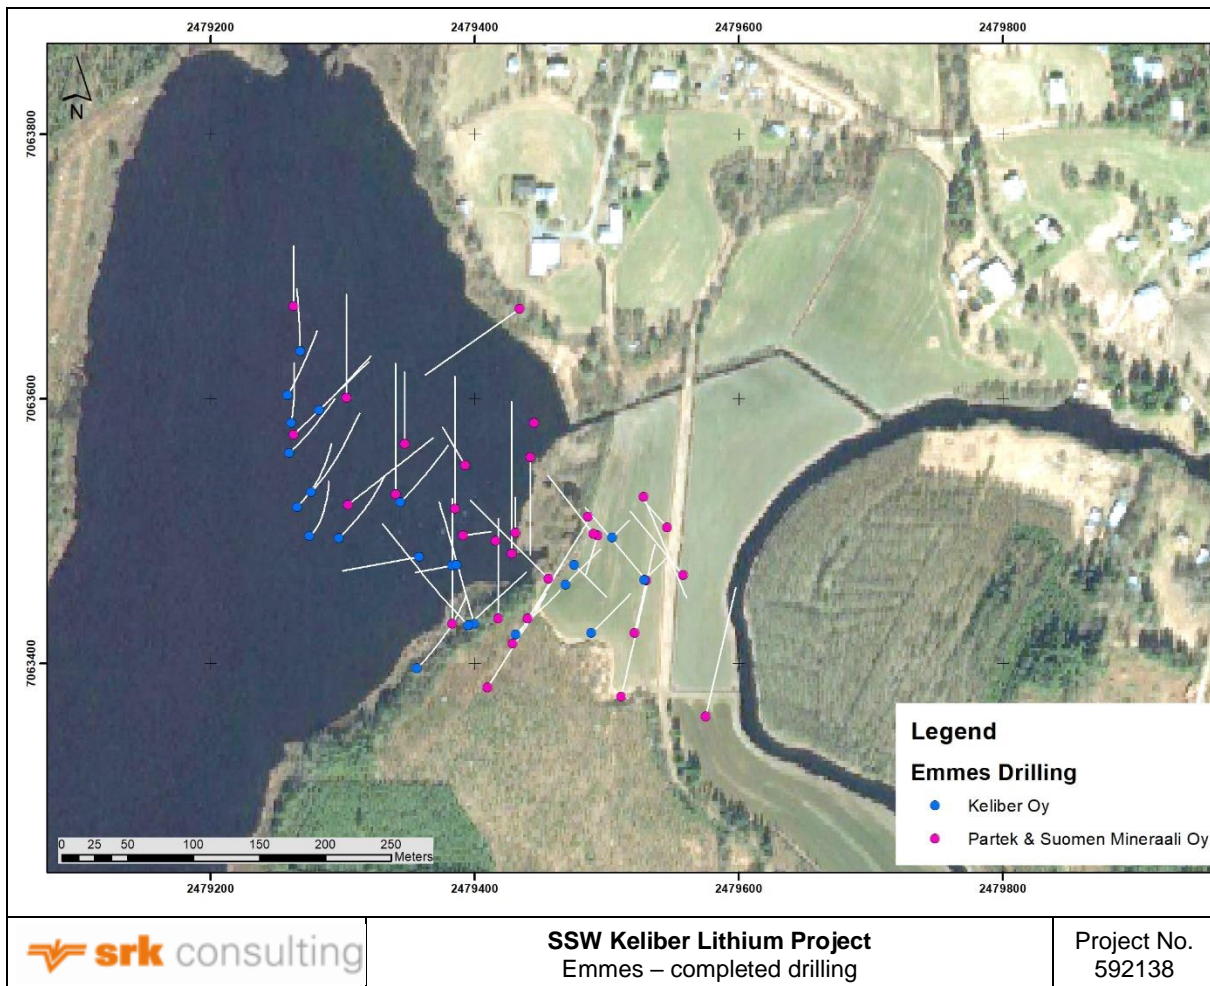 2479200 2479400 2479600 2479800
N
7063800
7063600
7063400
Legend
Emmes Drilling
Keliber Oy
Partek & Suomen Mineraali Oy
0 25 50 100 150 200 250
Meters
2479200 2479400 2479600 2479800
srk consulting
SSW Keliber Lithium Project
Emmes – completed drilling
Project No.
592138